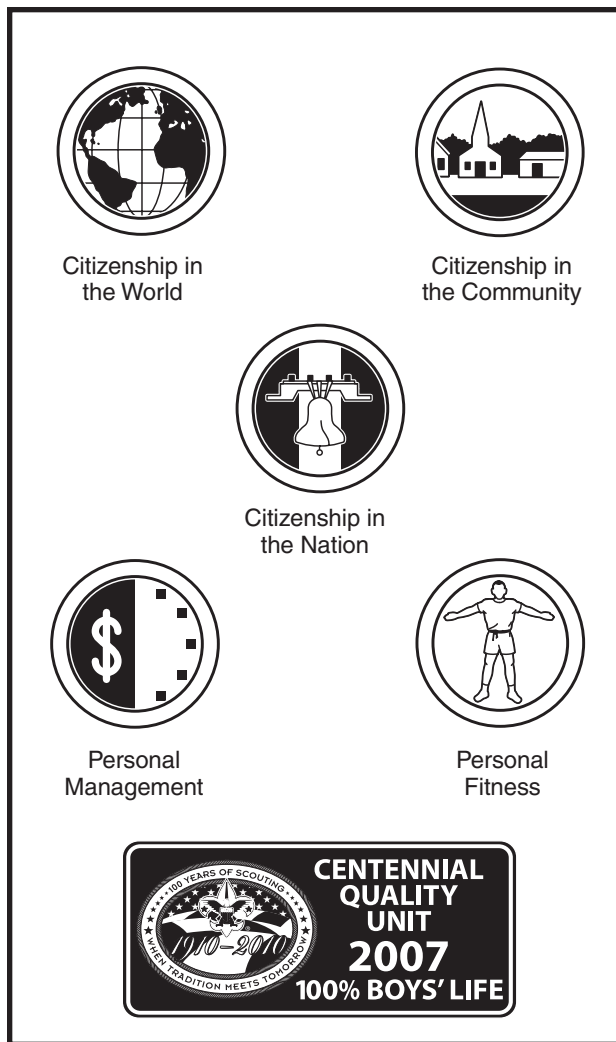 Citizenship in
the World
Citizenship in
the Community
Citizenship in
the Nation
$
Personal
Management
Personal
Fitness
100 YEARS OF SCOUTING
1910–2010
WHEN TRADITION MEETS TOMORROW
CENTENNIAL
QUALITY
UNIT
2007
100% BOYS' LIFE